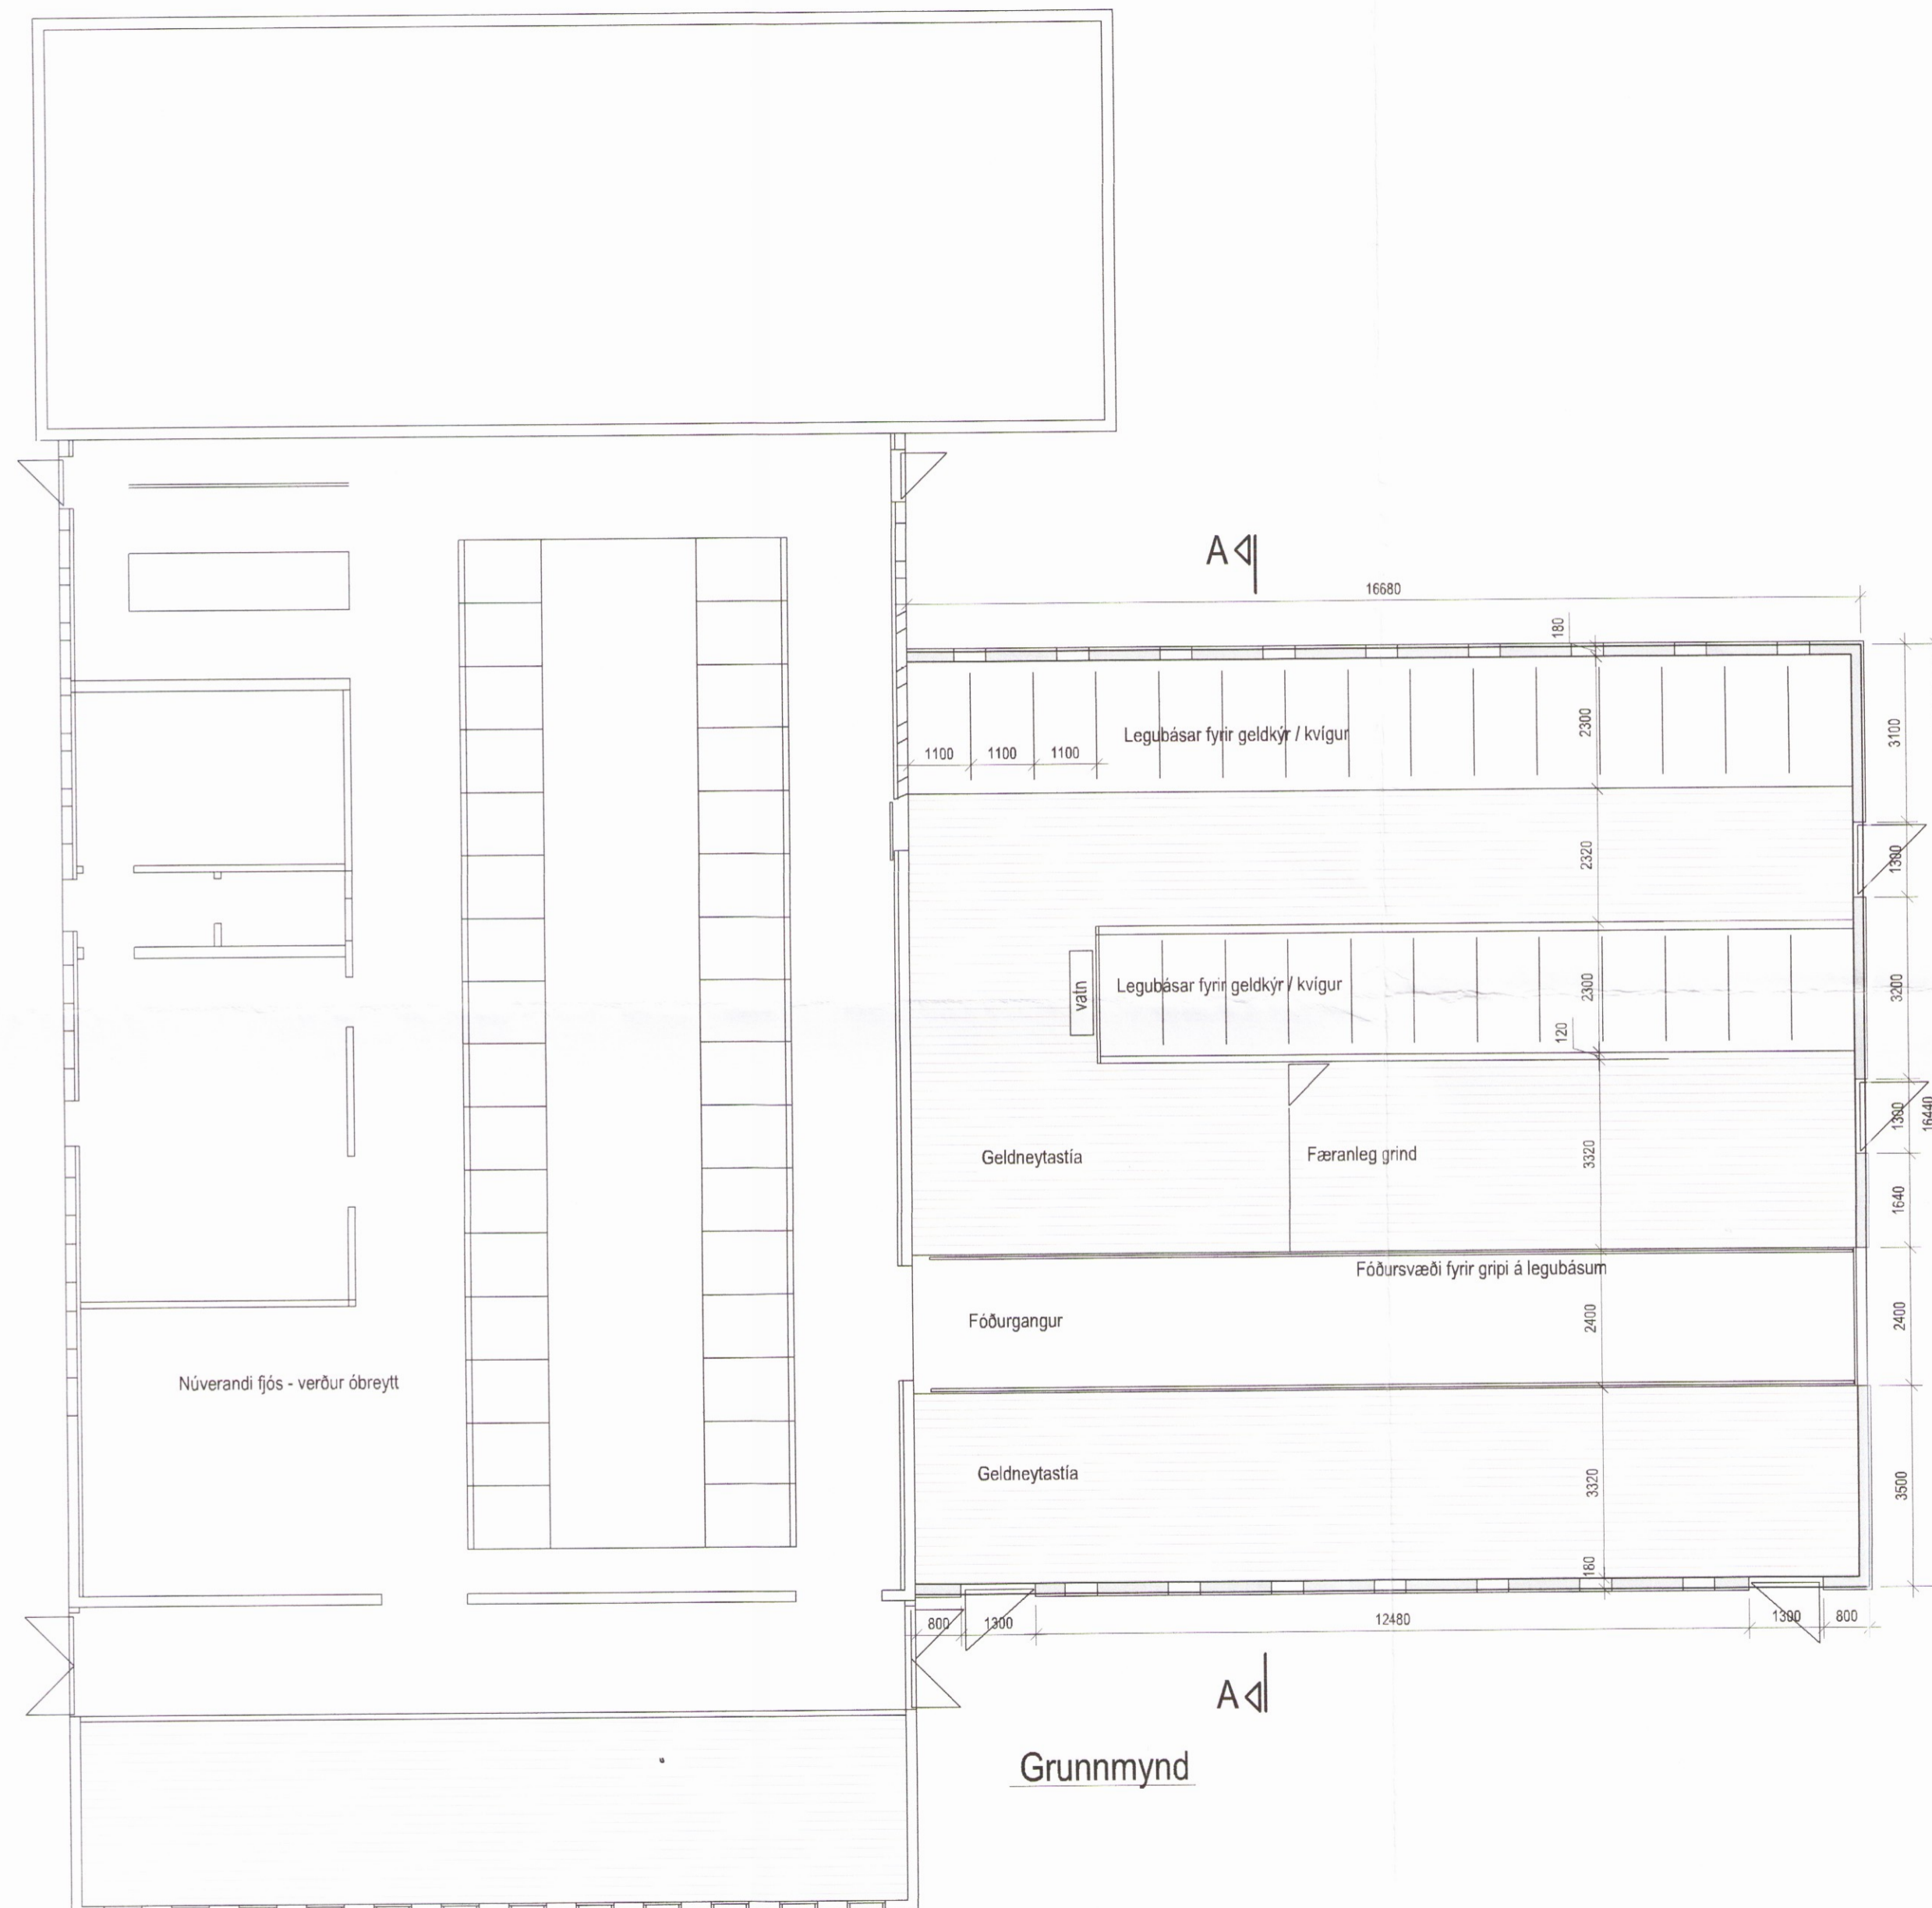 A
16680
180
3100
2300
Legubásar fyrir geldkýr / kvígur
1100 1100 1100
2320
1300
vatn
Legubásar fyrir geldkýr / kvígur
2300
3200
120
1300
16440
Geldneytastía
Færanleg grind
3320
1640
Fóðursvæði fyrir gripi á legubásum
Fóðurgangur
2400
2400
Núverandi fjós - verður óbreytt
Geldneytastía
3320
3500
180
800 1300 12480 1300 800
A
Grunnmynd